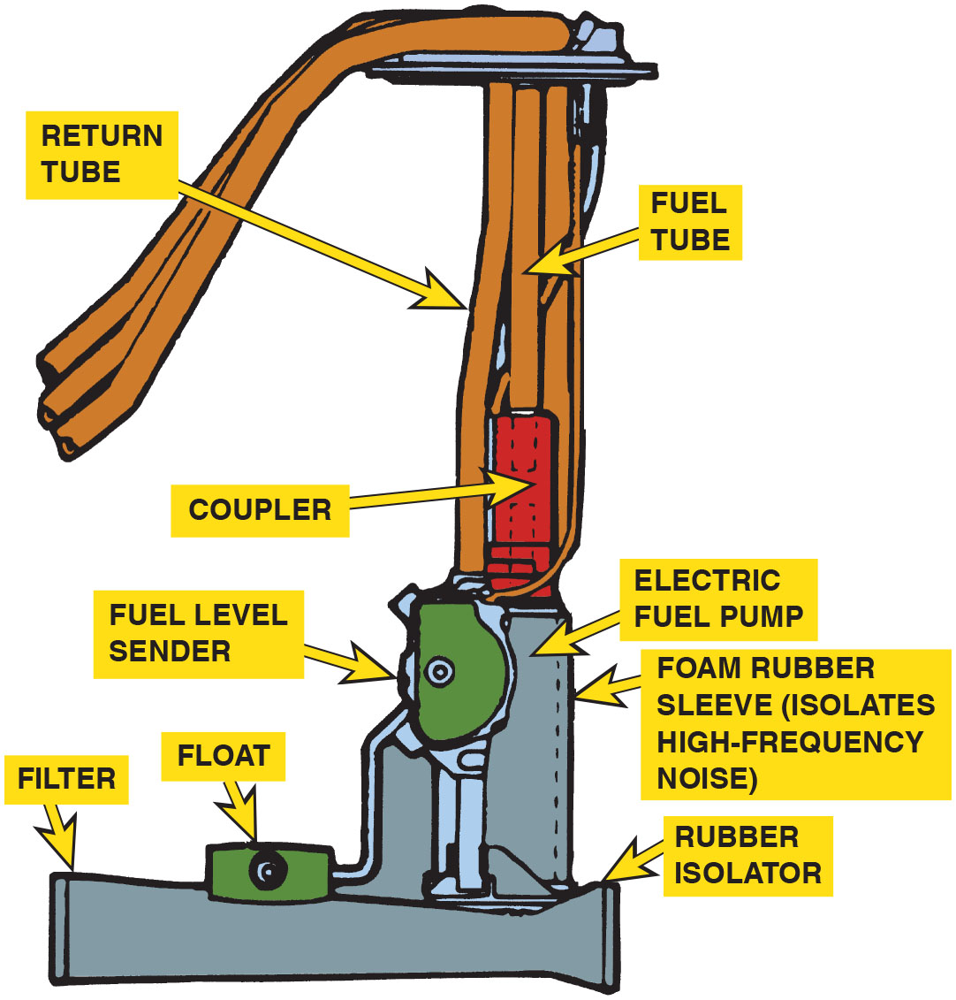 RETURN
TUBE
FUEL
TUBE
COUPLER
ELECTRIC
FUEL PUMP
FUEL LEVEL
SENDER
FOAM RUBBER
SLEEVE (ISOLATES
HIGH-FREQUENCY
NOISE)
FLOAT
FILTER
RUBBER
ISOLATOR